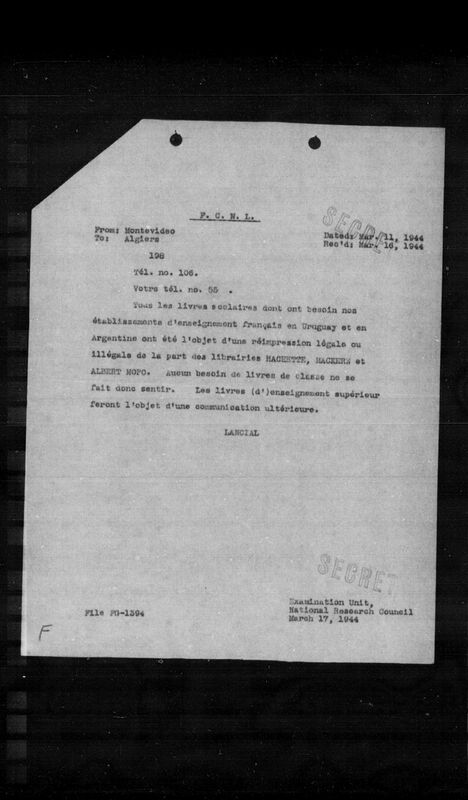 F. C. N. L.
SECRET
From: Montevideo
To: Algiers
Dated: Mar. 11, 1944
Rec'd: Mar. 16, 1944
198
Tél. no. 106.
Votre tél. no. 55 .
Tous les livres scolaires dont ont besoin nos
établissements d'enseignement français en Uruguay et en
Argentine ont été l'objet d'une réimpression légale ou
illégale de la part des librairies HACHETTE, MACKERN et
ALBERT MOPO. Aucun besoin de livres de classe ne se
fait donc sentir. Les livres (d')enseignement supérieur
feront l'objet d'une communication ultérieure.
LANCIAL
SECRET
Examination Unit,
National Research Council
March 17, 1944
File FG-1394
F